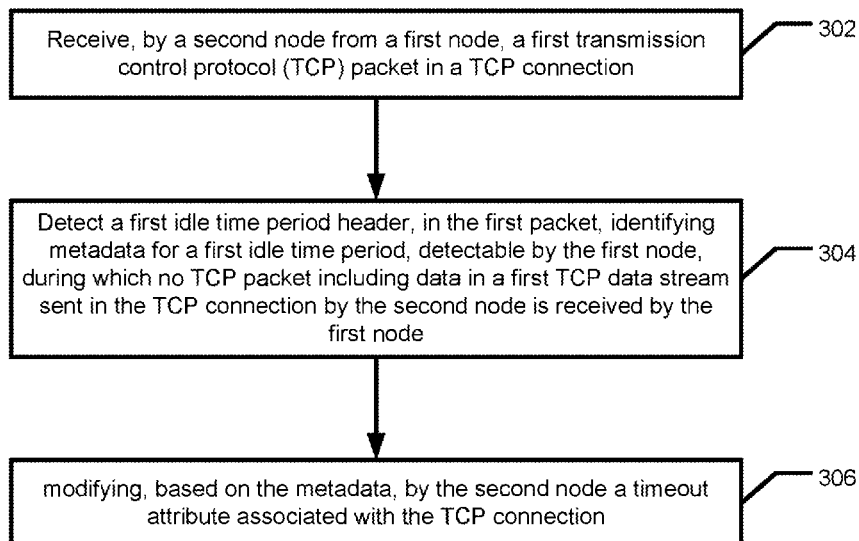 Receive, by a second node from a first node, a first transmission
control protocol (TCP) packet in a TCP connection
302
Detect a first idle time period header, in the first packet, identifying
metadata for a first idle time period, detectable by the first node,
during which no TCP packet including data in a first TCP data stream
sent in the TCP connection by the second node is received by the
first node
304
modifying, based on the metadata, by the second node a timeout
attribute associated with the TCP connection
306